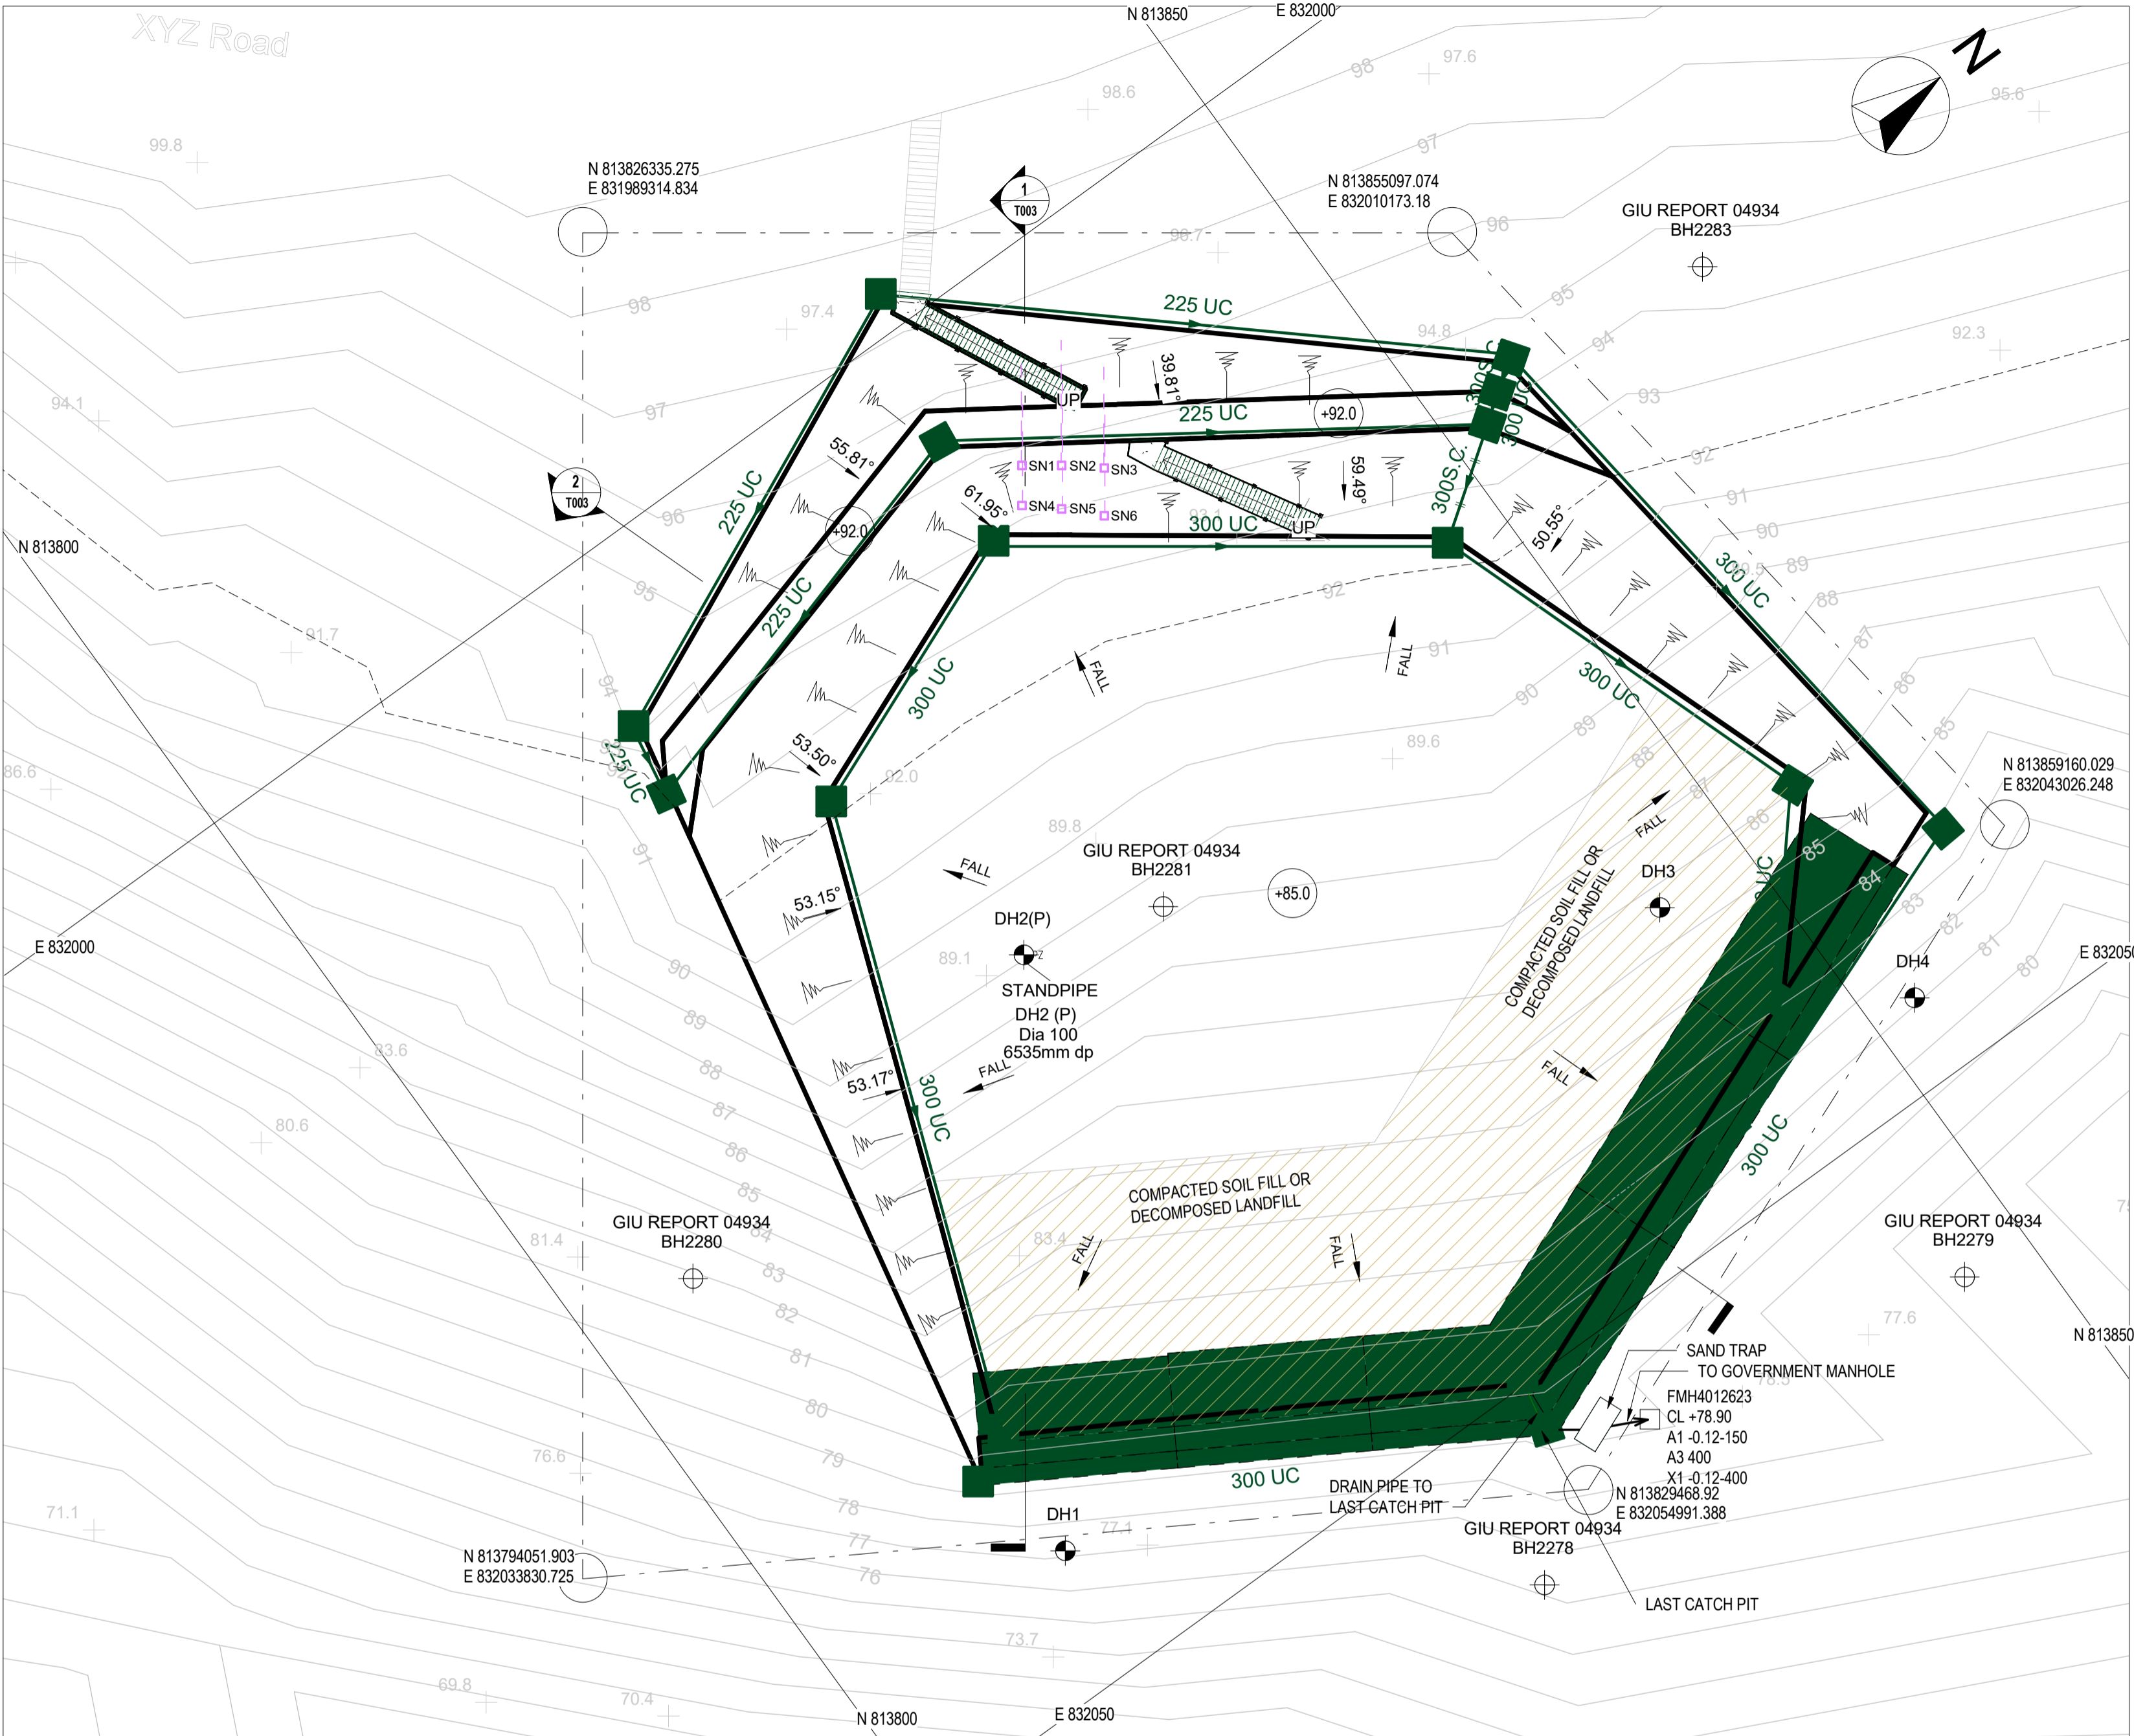 XYZ Road
N 813850
E 832000
N
98
97.6
98.6
95.6
97
99.8
N 813826335.275
E 831989314.834
1
T003
N 813855097.074
E 832010173.18
GIU REPORT 04934
BH2283
96
96.7
98
97.4
95
225 UC
94.8
94
92.3
300S.C.
39.81°
94.1
97
UP
225 UC
+92.0
300 UC
93
55.81°
92
2
T003
225 UC
SN1
SN2
SN3
59.49°
300S.C.
61.95°
SN4
SN5
SN6
91
96
+92.0
93.1
300 UC
UP
50.55°
90
N 813800
89
300 UC
95
225 UC
92
88
91.7
87
91
FALL
FALL
94
300 UC
300 UC
90
86
89
85
53.50°
89.6
88
225 UC
N 813859160.029
E 832043026.248
86.6
92.0
87
FALL
86
89.8
GIU REPORT 04934
BH2281
91
85
COMPACTED SOIL FILL OR
DECOMPOSED LANDFILL
FALL
DH3
84
+85.0
53.15°
83
DH2(P)
82
E 832000
81
89.1
90
80
DH4
STANDPIPE
DH2 (P)
Dia 100
6535mm dp
89
83.6
FALL
FALL
88
53.17°
300 UC
87
80.6
86
300 UC
85
COMPACTED SOIL FILL OR
DECOMPOSED LANDFILL
GIU REPORT 04934
BH2280
84
81.4
83.4
FALL
FALL
GIU REPORT 04934
BH2279
83
82
77.6
N 813850
81
SAND TRAP
TO GOVERNMENT MANHOLE
80
FMH4012623
CL +78.90
A1 -0.12-150
A3 400
X1 -0.12-400
76.6
79
300 UC
DRAIN PIPE TO
LAST CATCH PIT
N 813829468.92
E 832054991.388
78
71.1
DH1
77.1
GIU REPORT 04934
BH2278
77
N 813794051.903
E 832033830.725
76
LAST CATCH PIT
73.7
69.8
70.4
N 813800
E 832050